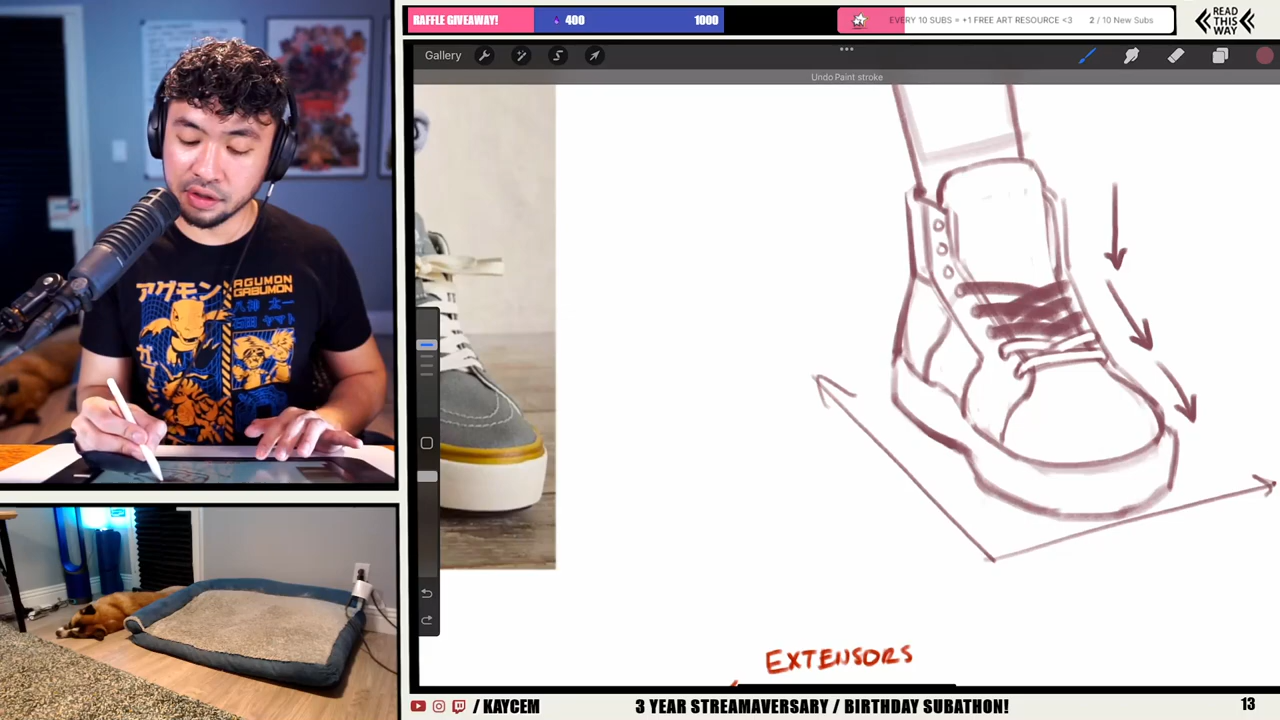 RAFFLE GIVEAWAY!
400
1000
EVERY 10 SUBS = +1 FREE ART RESOURCE <3
2 / 10 New Subs
READ
THIS
WAY
Gallery
Undo Paint stroke
アグモン
AGUMON
GABUMON
EXTENSORS
/ KAYCEM
3 YEAR STREAMAVERSARY / BIRTHDAY SUBATHON!
13